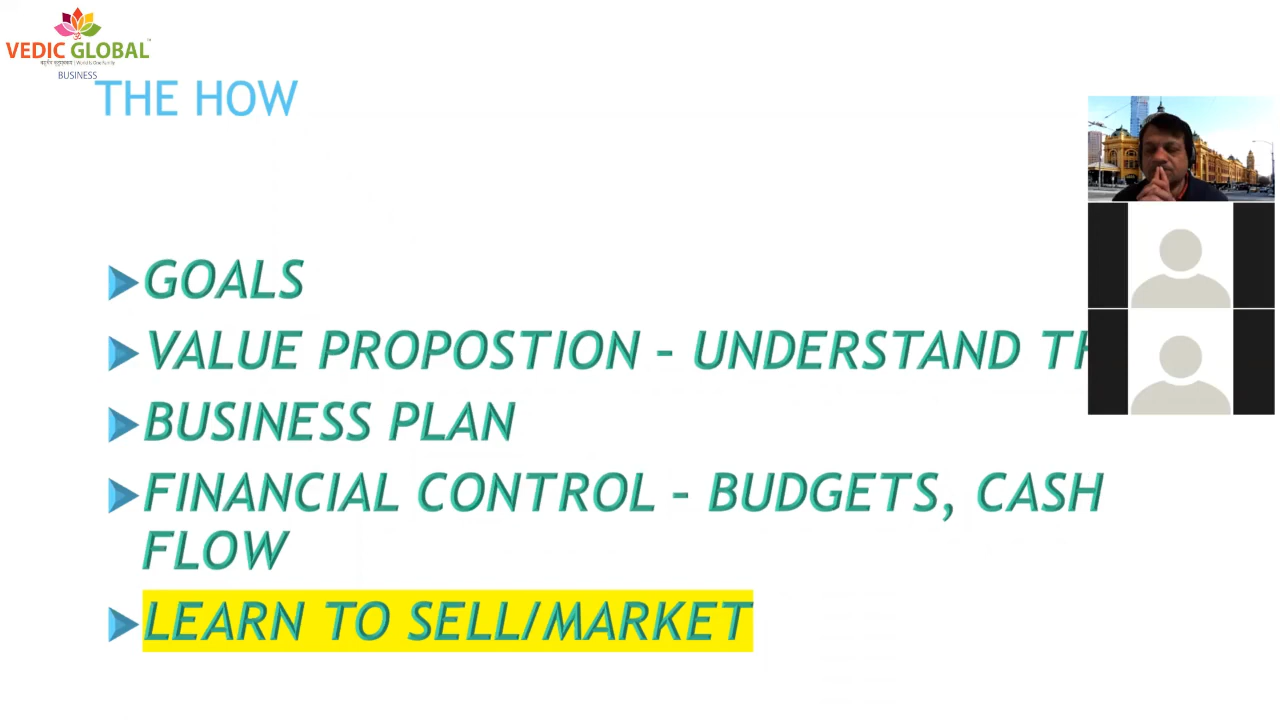 VEDIC GLOBAL
BUSINESS
THE HOW
GOALS
VALUE PROPOSTION – UNDERSTAND
BUSINESS PLAN
FINANCIAL CONTROL – BUDGETS, CASH
FLOW
LEARN TO SELL/MARKET